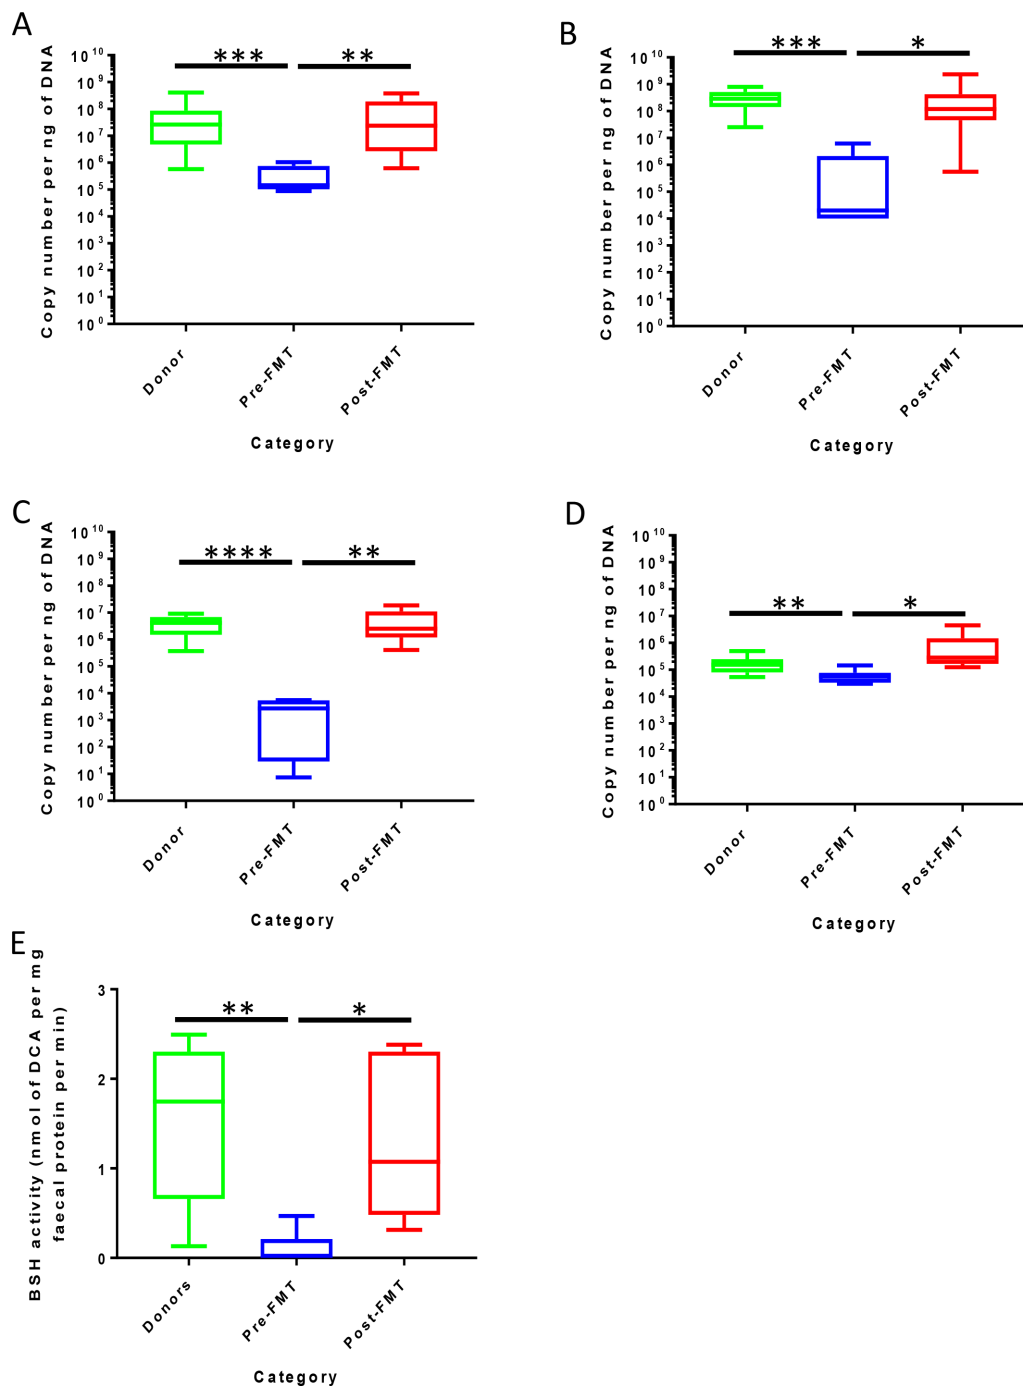 A
Copy number per ng of DNA
10^10
10^9
10^8
10^7
10^6
10^5
10^4
10^3
10^2
10^1
10^0
*** **
Donor
Pre-FMT
Post-FMT
Category
B
Copy number per ng of DNA
10^10
10^9
10^8
10^7
10^6
10^5
10^4
10^3
10^2
10^1
10^0
*** *
Donor
Pre-FMT
Post-FMT
Category
C
Copy number per ng of DNA
10^10
10^9
10^8
10^7
10^6
10^5
10^4
10^3
10^2
10^1
10^0
**** **
Donor
Pre-FMT
Post-FMT
Category
D
Copy number per ng of DNA
10^10
10^9
10^8
10^7
10^6
10^5
10^4
10^3
10^2
10^1
10^0
** *
Donor
Pre-FMT
Post-FMT
Category
E
BSH activity (nmol of DCA per mg
faecal protein per min)
3
2
1
0
** *
Donors
Pre-FMT
Post-FMT
Category